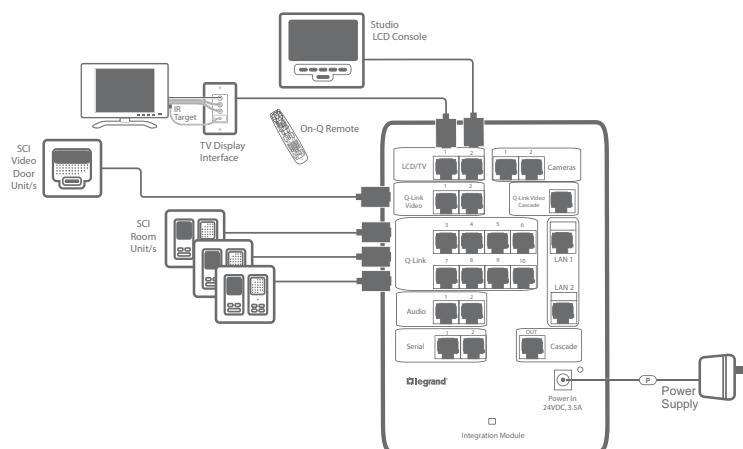 Studio
LCD Console
IR
Target
TV Display
Interface
On-Q Remote
SCI
Video
Door
Unit/s
SCI
Room
Unit/s
LCD/TV
1 2
1 2
Cameras
Q-Link
Video
1 2
Q-Link Video
Cascade
Q-Link
3 4 5 6
7 8 9 10
LAN 1
LAN 2
Audio
1 2
Serial
1 2
OUT
Cascade
legrand
Power In
24VDC, 3.5A
P
Power
Supply
Integration Module